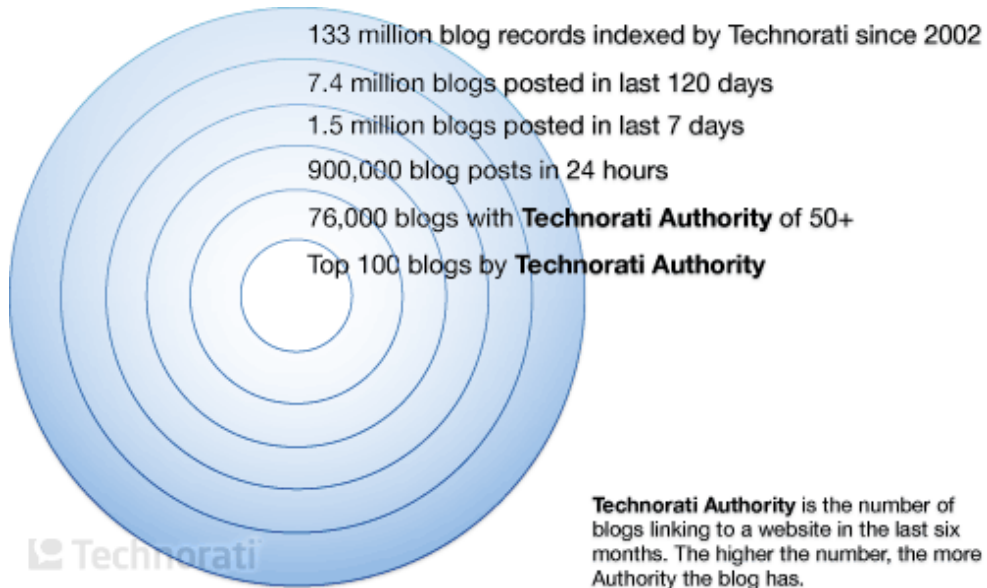 133 million blog records indexed by Technorati since 2002
7.4 million blogs posted in last 120 days
1.5 million blogs posted in last 7 days
900,000 blog posts in 24 hours
76,000 blogs with Technorati Authority of 50+
Top 100 blogs by Technorati Authority
Technorati Authority is the number of
blogs linking to a website in the last six
months. The higher the number, the more
Authority the blog has.
Technorati